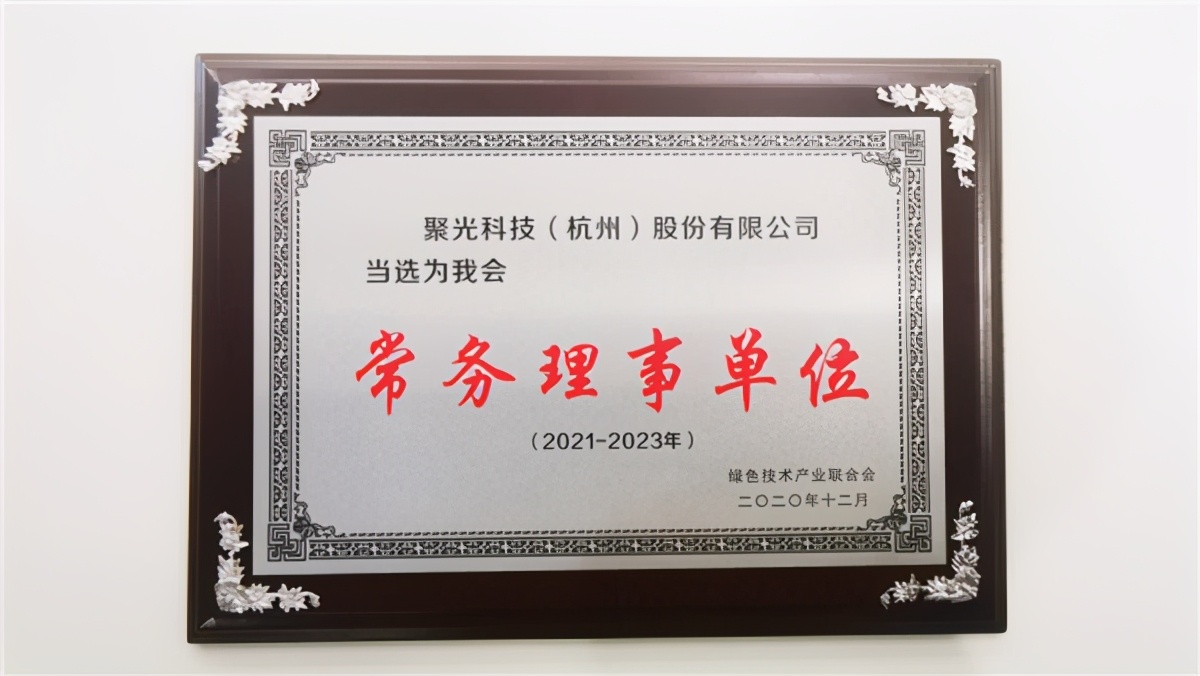 聚光科技（杭州）股份有限公司
当选为我会
常务理事单位
（2021-2023年）
绿色技术产业联合会
二〇二〇年十二月